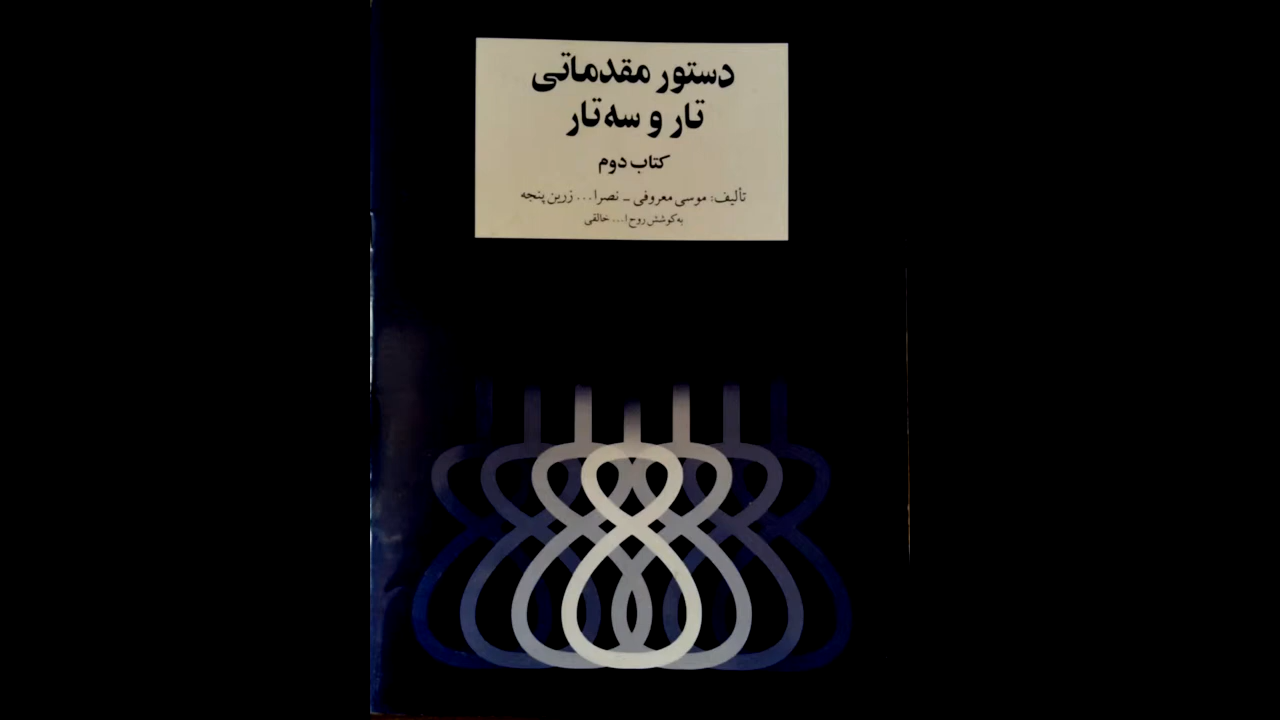 دستور مقدماتی
تار و سه‌تار
کتاب دوم
تألیف: موسی معروفی ـ نصرا... زرین پنجه
به‌کوشش روح ا... خالقی